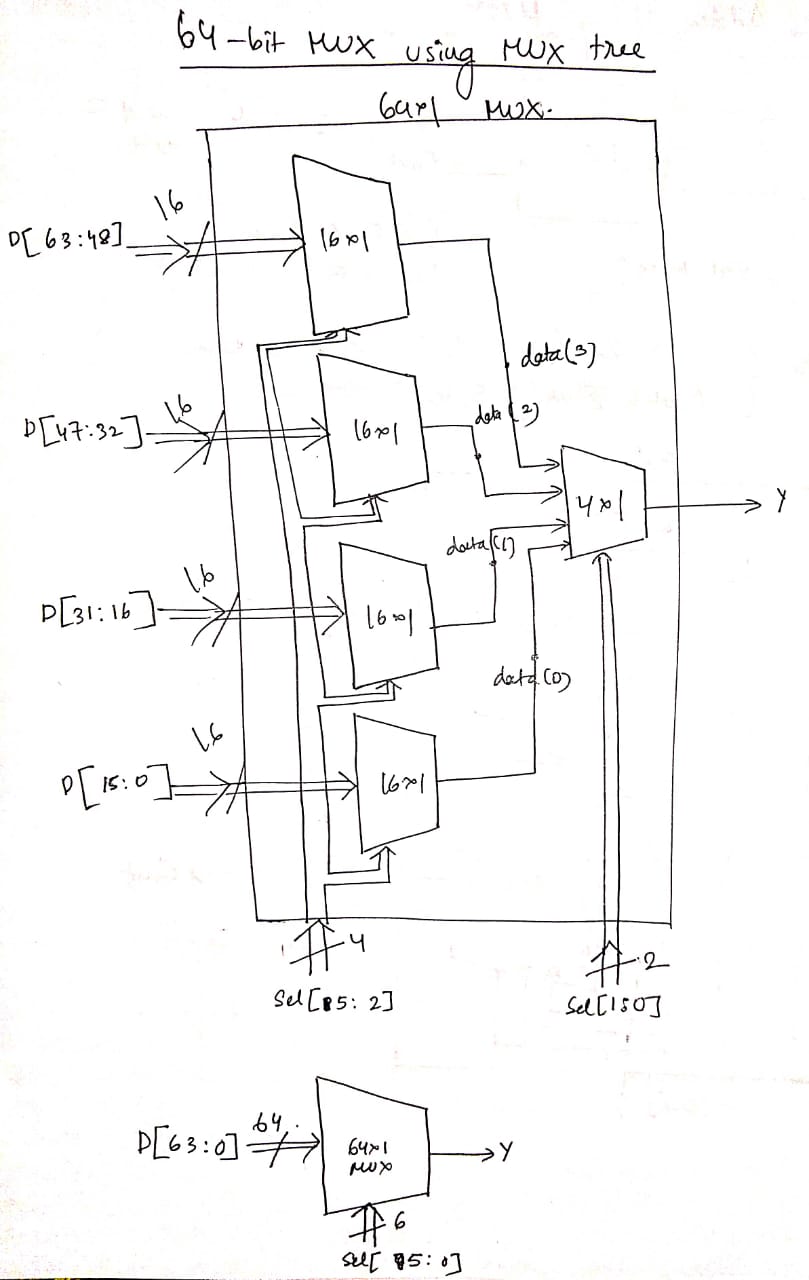 64-bit MUX using MUX tree
64x1 MUX.
16
D[63:48]
16x1
data(3)
16
D[47:32]
16x1
data(2)
4x1
Y
data(1)
16
D[31:16]
16x1
data(0)
16
D[15:0]
16x1
4
Sel[5:2]
2
Sel[1:0]
D[63:0]
64
64x1
MUX
Y
6
Sel[5:0]